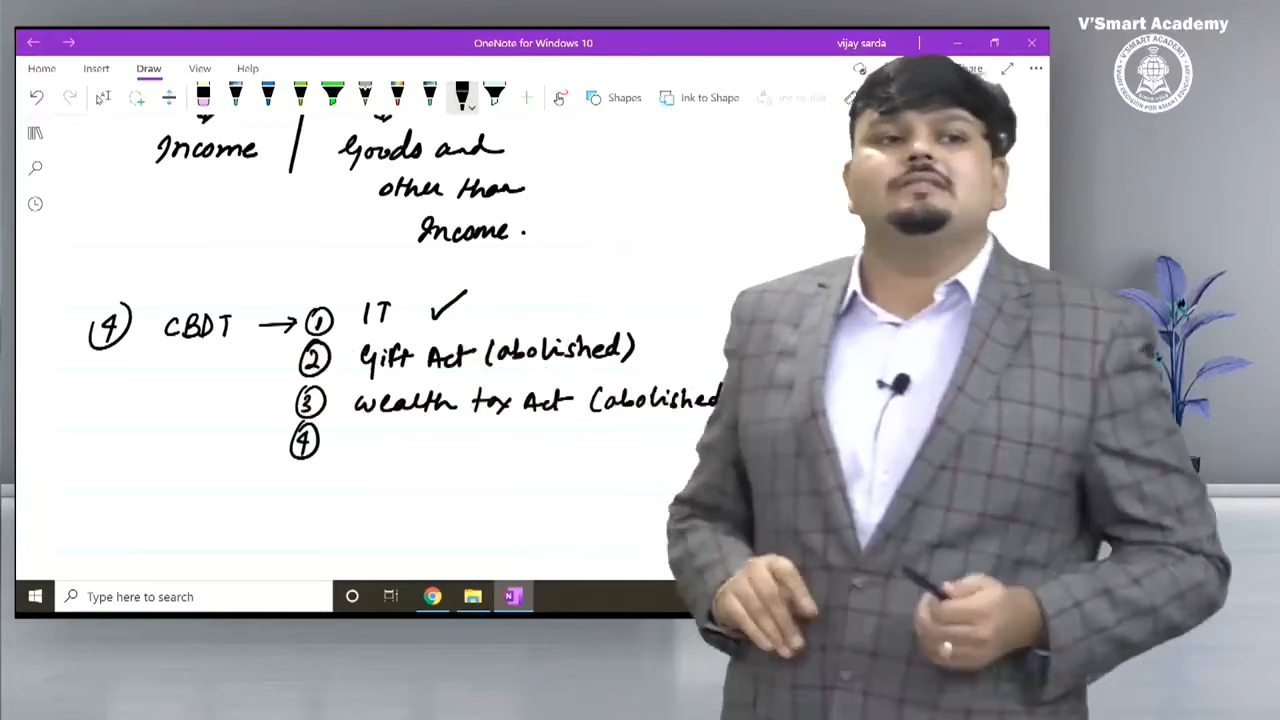 V'Smart Academy
OneNote for Windows 10
vijay sarda
Home Insert Draw View Help
Shapes Ink to Shape
Income | Goods and
other than
Income.
(4) CBDT → (1) IT ✓
(2) Gift Act (abolished)
(3) Wealth tax Act (abolished
(4)
Type here to search